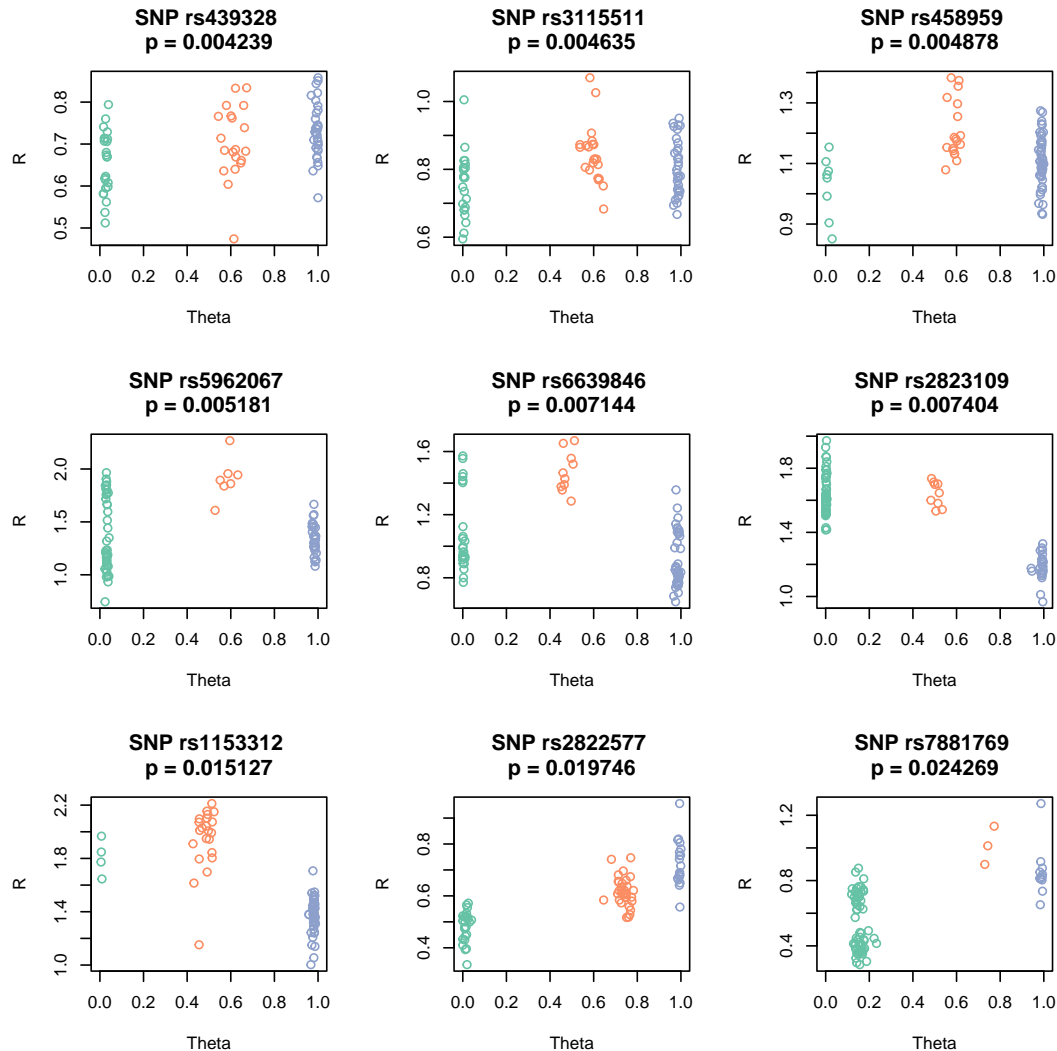 SNP rs439328
p = 0.004239
R
0.5 0.6 0.7 0.8
0.0 0.2 0.4 0.6 0.8 1.0
Theta
SNP rs3115511
p = 0.004635
R
0.6 0.8 1.0
0.0 0.2 0.4 0.6 0.8 1.0
Theta
SNP rs458959
p = 0.004878
R
0.9 1.1 1.3
0.0 0.2 0.4 0.6 0.8 1.0
Theta
SNP rs5962067
p = 0.005181
R
1.0 1.5 2.0
0.0 0.2 0.4 0.6 0.8 1.0
Theta
SNP rs6639846
p = 0.007144
R
0.8 1.2 1.6
0.0 0.2 0.4 0.6 0.8 1.0
Theta
SNP rs2823109
p = 0.007404
R
1.0 1.4 1.8
0.0 0.2 0.4 0.6 0.8 1.0
Theta
SNP rs1153312
p = 0.015127
R
1.0 1.4 1.8 2.2
0.0 0.2 0.4 0.6 0.8 1.0
Theta
SNP rs2822577
p = 0.019746
R
0.4 0.6 0.8
0.0 0.2 0.4 0.6 0.8 1.0
Theta
SNP rs7881769
p = 0.024269
R
0.4 0.8 1.2
0.0 0.2 0.4 0.6 0.8 1.0
Theta